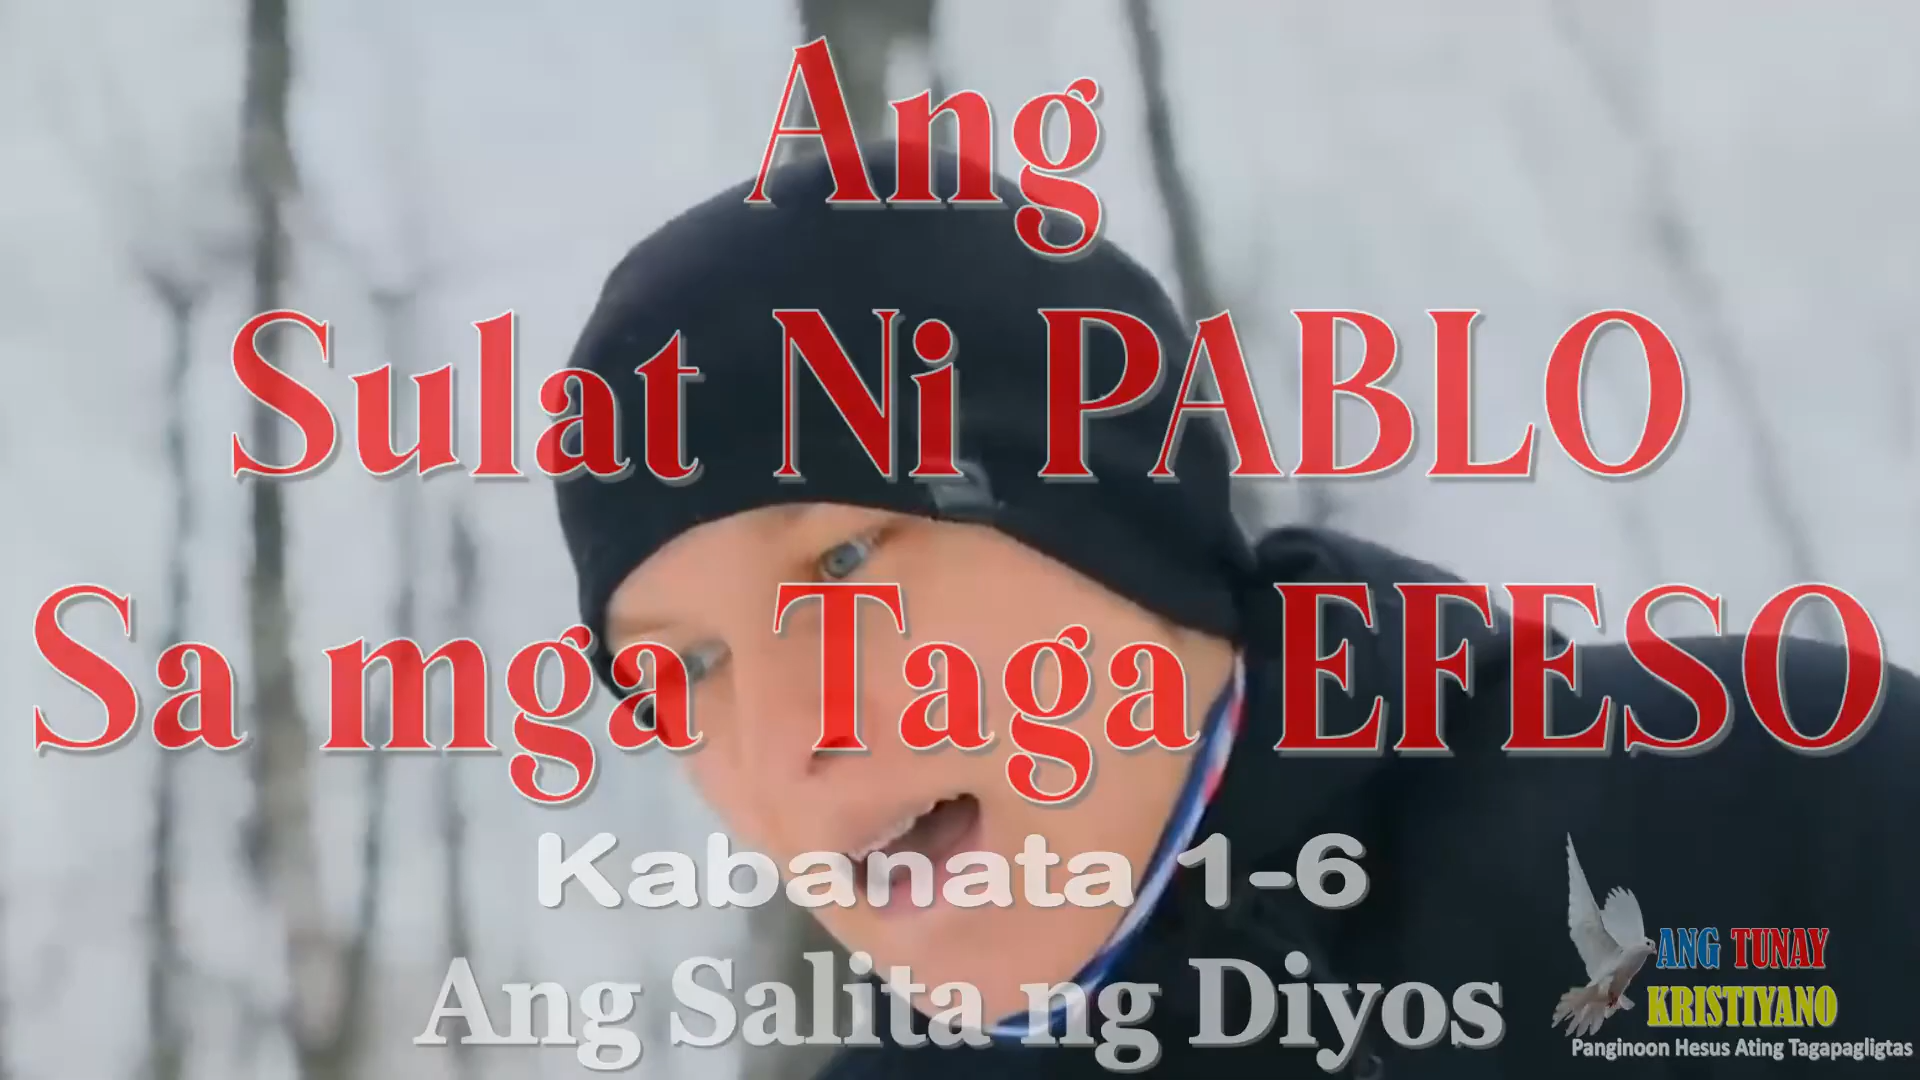 Ang
Sulat Ni PABLO
Sa mga Taga EFESO
Kabanata 1-6
Ang Salita ng Diyos
ANG TUNAY
KRISTIYANO
Panginoon Hesus Ating Tagapagligtas